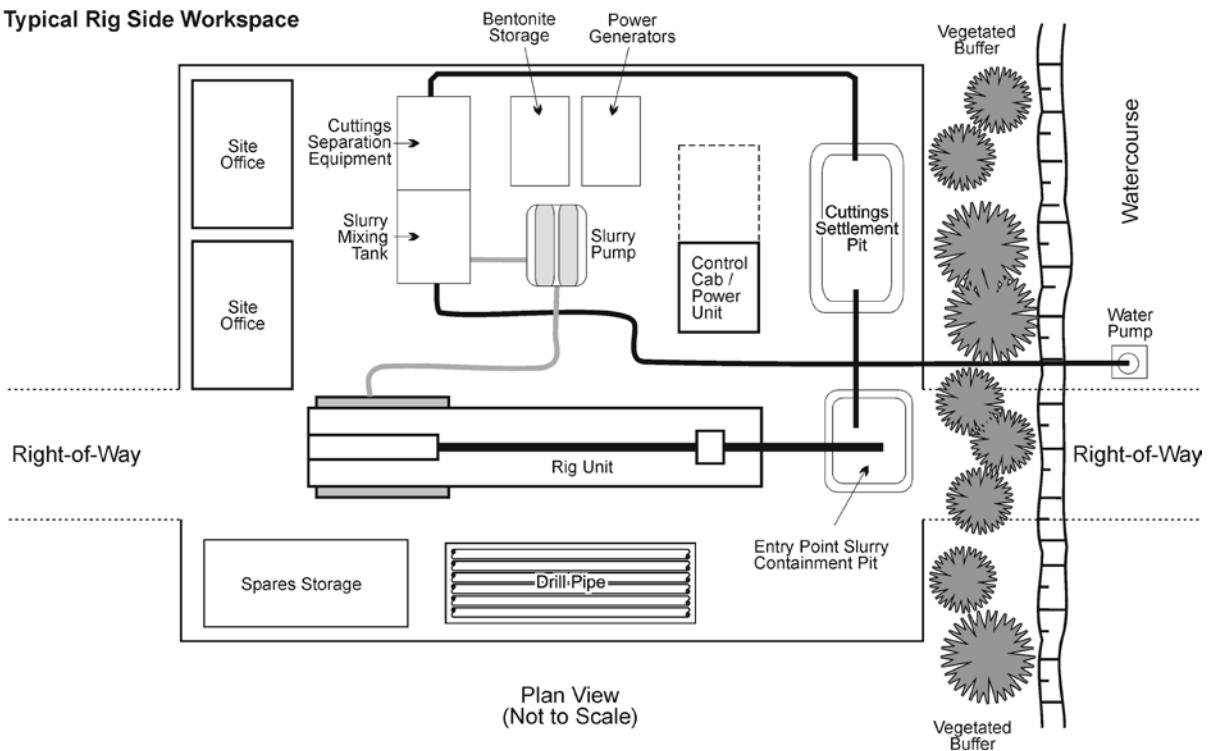 Typical Rig Side Workspace
Bentonite
Storage
Power
Generators
Vegetated
Buffer
Site
Office
Cuttings
Separation
Equipment
Slurry
Mixing
Tank
Slurry
Pump
Control
Cab /
Power
Unit
Cuttings
Settlement
Pit
Watercourse
Site
Office
Water
Pump
Right-of-Way
Rig Unit
Right-of-Way
Entry Point Slurry
Containment Pit
Spares Storage
Drill Pipe
Plan View
(Not to Scale)
Vegetated
Buffer